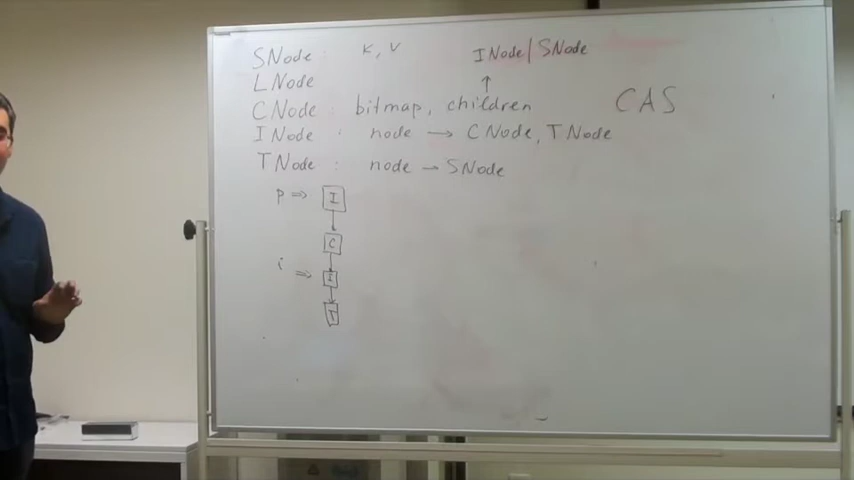 SNode : K, V INode/SNode
LNode ↑
CNode : bitmap, children CAS
INode : node → CNode, TNode
TNode : node → SNode
p ⇒ I
C
i ⇒ I
T